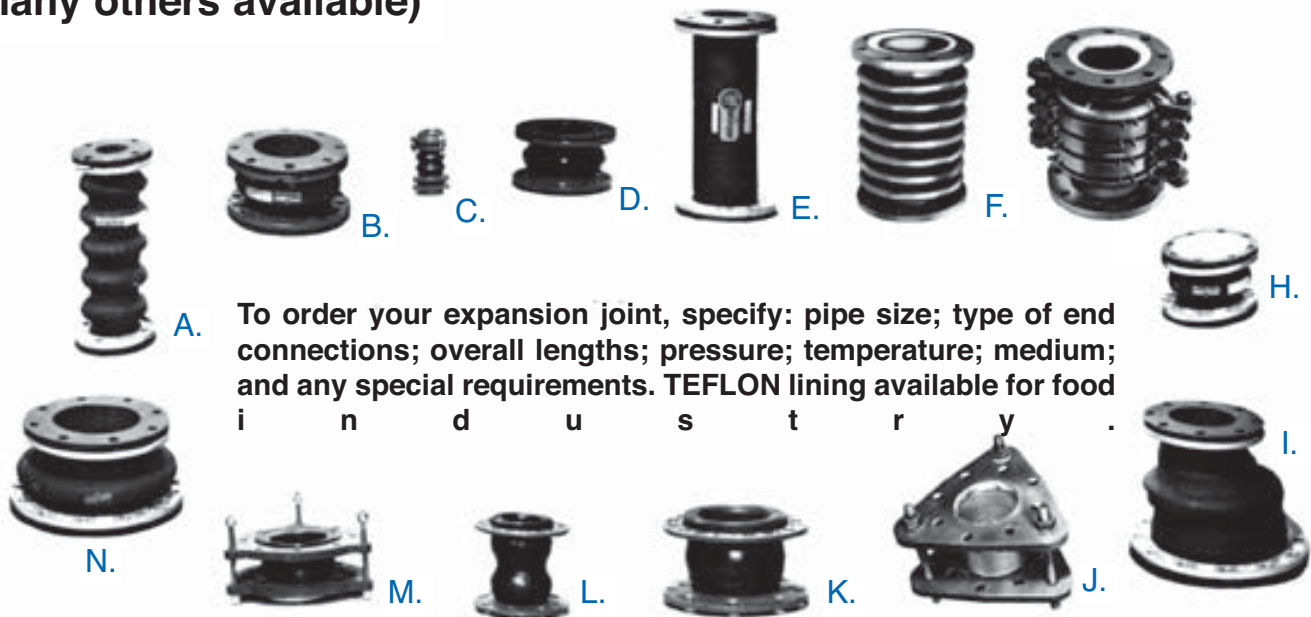 many others available)
E.
F.
D.
C.
B.
H.
A.
To order your expansion joint, specify: pipe size; type of end
connections; overall lengths; pressure; temperature; medium;
and any special requirements. TEFLON lining available for food
i n d u s t r y .
I.
N.
M.
L.
K.
J.